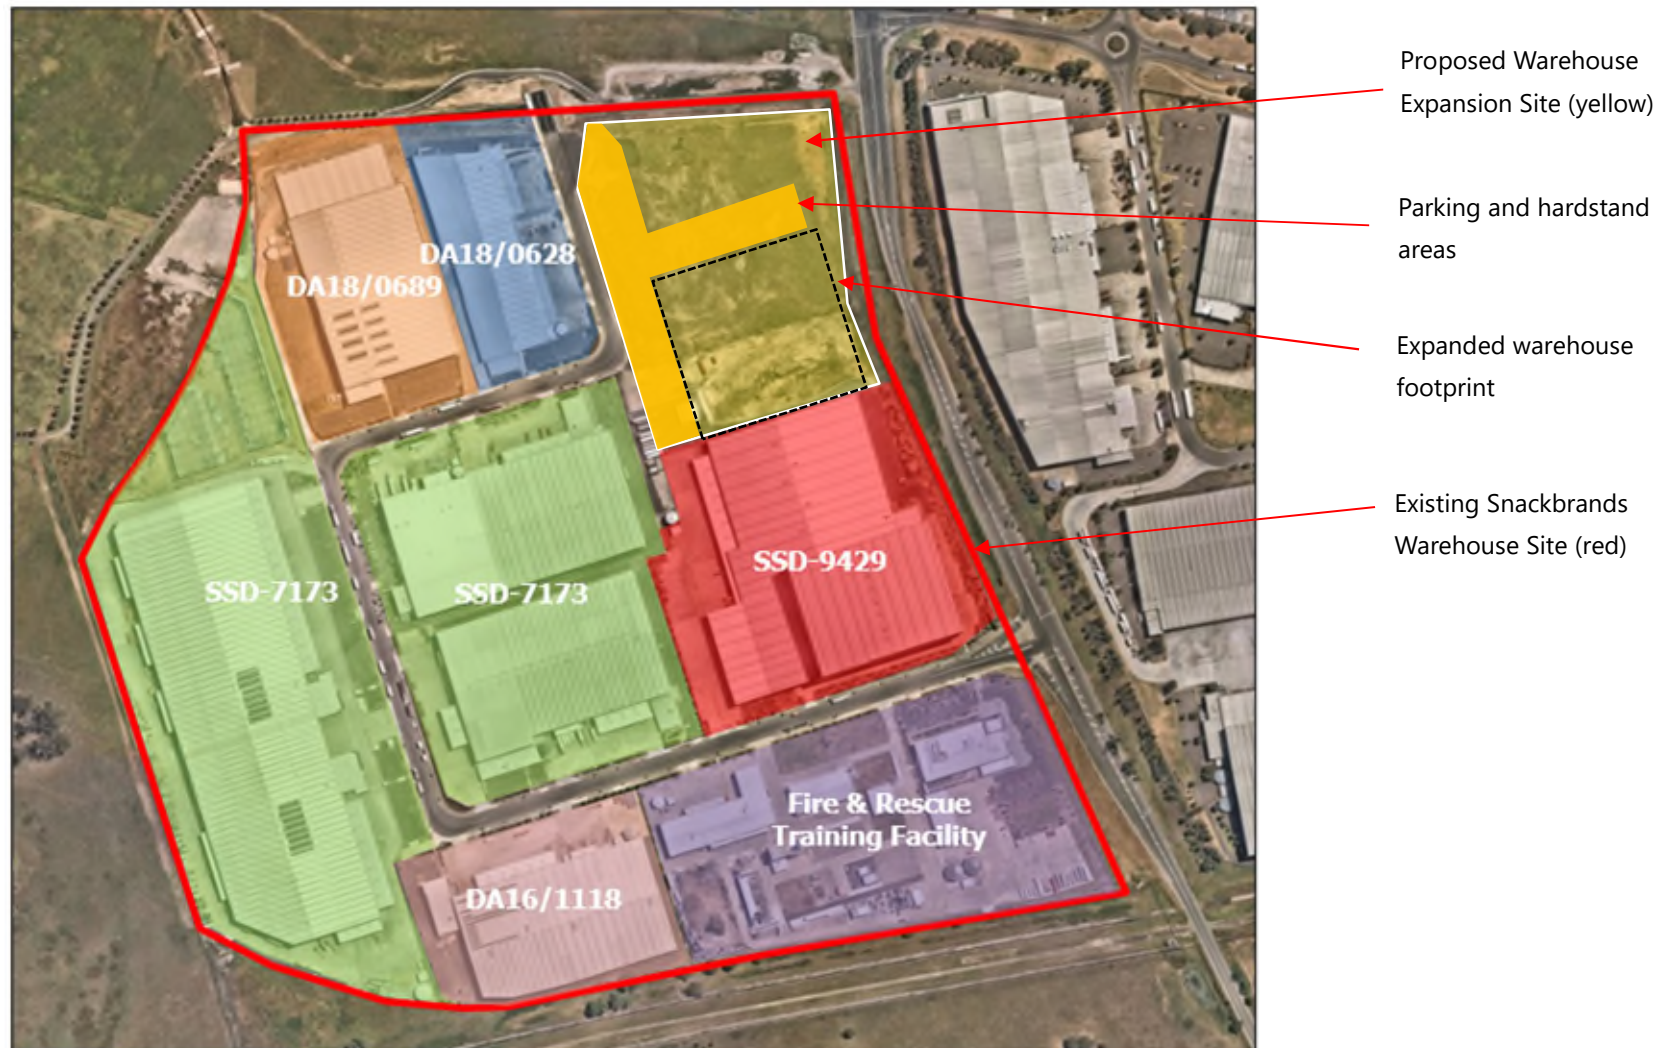 Proposed Warehouse
Expansion Site (yellow)
Parking and hardstand
areas
Expanded warehouse
footprint
Existing Snackbrands
Warehouse Site (red)
DA18/0628
DA18/0689
SSD-9429
SSD-7173
SSD-7173
Fire & Rescue
Training Facility
DA16/1118